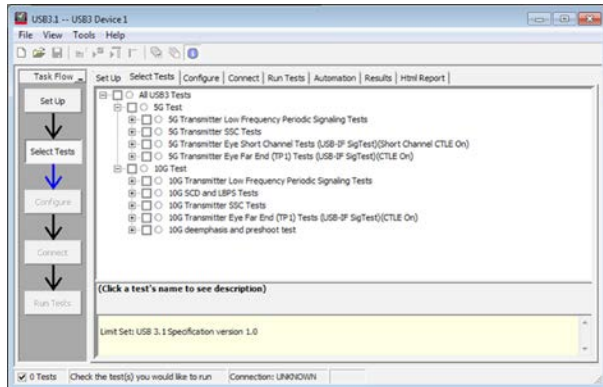 USB3.1 -- USB3 Device 1
File View Tools Help
Task Flow
Set Up Select Tests Configure Connect Run Tests Automation Results Html Report
Set Up
Select Tests
Configure
Connect
Run Tests
All USB3 Tests
5G Test
5G Transmitter Low Frequency Periodic Signaling Tests
5G Transmitter SSC Tests
5G Transmitter Eye Short Channel Tests (USB-IF SigTest)(Short Channel CTLE On)
5G Transmitter Eye Far End (TP1) Tests (USB-IF SigTest)(CTLE On)
10G Test
10G Transmitter Low Frequency Periodic Signaling Tests
10G SCD and LBPS Tests
10G Transmitter SSC Tests
10G Transmitter Eye Far End (TP1) Tests (USB-IF SigTest)(CTLE On)
10G deemphasis and preshoot test
(Click a test's name to see description)
Limit Set: USB 3.1 Specification version 1.0
0 Tests Check the test(s) you would like to run Connection: UNKNOWN